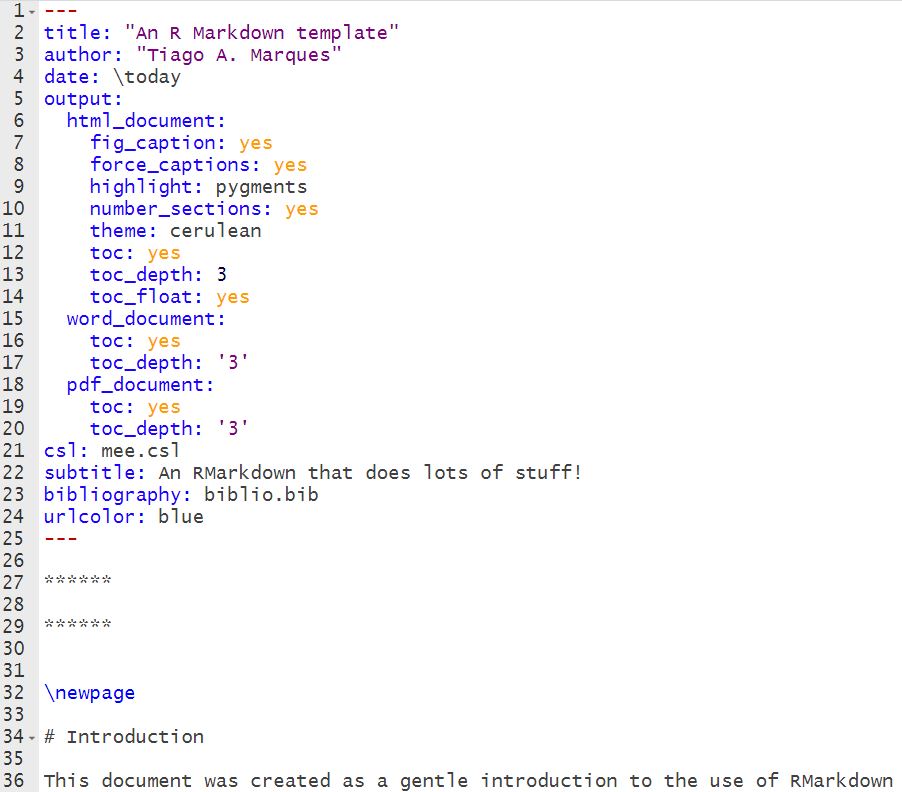 1 ---
2 title: "An R Markdown template"
3 author: "Tiago A. Marques"
4 date: \today
5 output:
6   html_document:
7     fig_caption: yes
8     force_captions: yes
9     highlight: pygments
10     number_sections: yes
11     theme: cerulean
12     toc: yes
13     toc_depth: 3
14     toc_float: yes
15   word_document:
16     toc: yes
17     toc_depth: '3'
18   pdf_document:
19     toc: yes
20     toc_depth: '3'
21 csl: mee.csl
22 subtitle: An RMarkdown that does lots of stuff!
23 bibliography: biblio.bib
24 urlcolor: blue
25 ---
26
27 ******
28
29 ******
30
31
32 \newpage
33
34 # Introduction
35
36 This document was created as a gentle introduction to the use of RMarkdown